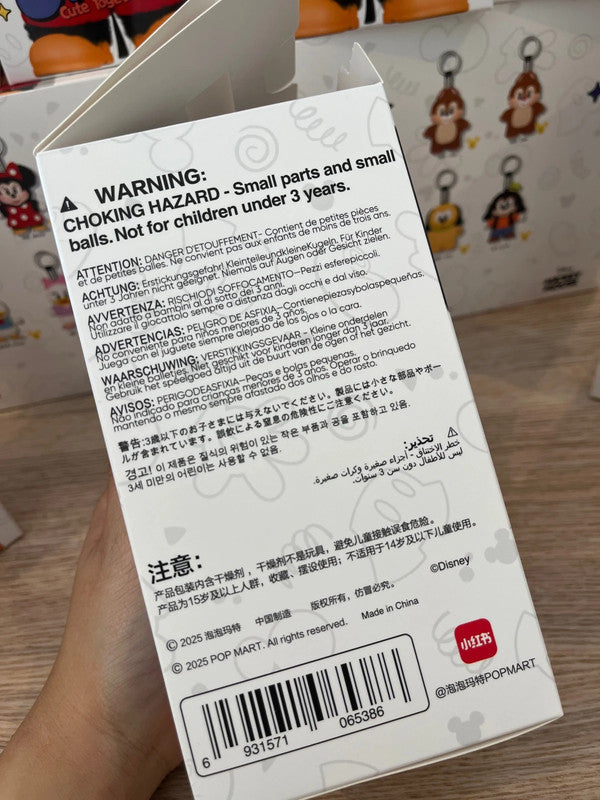 Cute Together
WARNING:
CHOKING HAZARD - Small parts and small
balls. Not for children under 3 years.
ATTENTION: DANGER D'ETOUFFEMENT- Contient de petites pièces
et de petites balles. Ne convient pas aux enfants de moins de trois ans.
ACHTUNG: Erstickungsgefahr! KleinteileundkleineKugeln. Für Kinder
unter 3 Jahren nicht geeignet. Niemals auf Augen oder Gesicht zielen.
AVVERTENZA: RISCHIODI SOFFOCAMENTO-Pezzi esferepiccoli.
Non adatto a bambini di sotto dei 3 anni.
Utilizzare il giocattolo sempre a distanza dagli occhi e dal viso.
ADVERTENCIAS: PELIGRO DE ASFIXIA-Contienepiezasybolaspequeñas.
No conveniente para niños menores de 3 años.
Juega con el juguete siempre alejado de los ojos o la cara.
WAARSCHUWING: VERSTIKKINGSGEVAAR - Kleine onderdelen
en kleine balletjes. Niet geschikt voor kinderen jonger dan 3 jaar.
Gebruik het speelgoed altijd uit de buurt van de ogen of het gezicht.
AVISOS: PERIGODEASFIXIA-Peças e bolas pequenas.
Não indicado para crianças menores de 3 anos. Operar o brinquedo
mantendo o mesmo sempre afastado dos olhos e do rosto.
警告:3歳以下のお子さまには与えないでください。製品には小さな部品やボー
ルが含まれています。誤飲による窒息の危険性にご注意ください。
경고! 이 제품은 질식의 위험이 있는 작은 부품과 공을 포함하고 있음.
3세 미만의 어린이는 사용할 수 없음.
تحذير:
خطر الاختناق - أجزاء صغيرة وكرات صغيرة.
ليس للأطفال دون سن 3 سنوات.
注意：
产品包装内含干燥剂，干燥剂不是玩具，避免儿童接触误食危险。
产品为15岁及以上人群，收藏、摆设使用；不适用于14岁及以下儿童使用。
©Disney
© 2025 泡泡玛特 中国制造 版权所有，仿冒必究。
© 2025 POP MART. All rights reserved. Made in China
小红书
@泡泡玛特POPMART
6 931571 065386